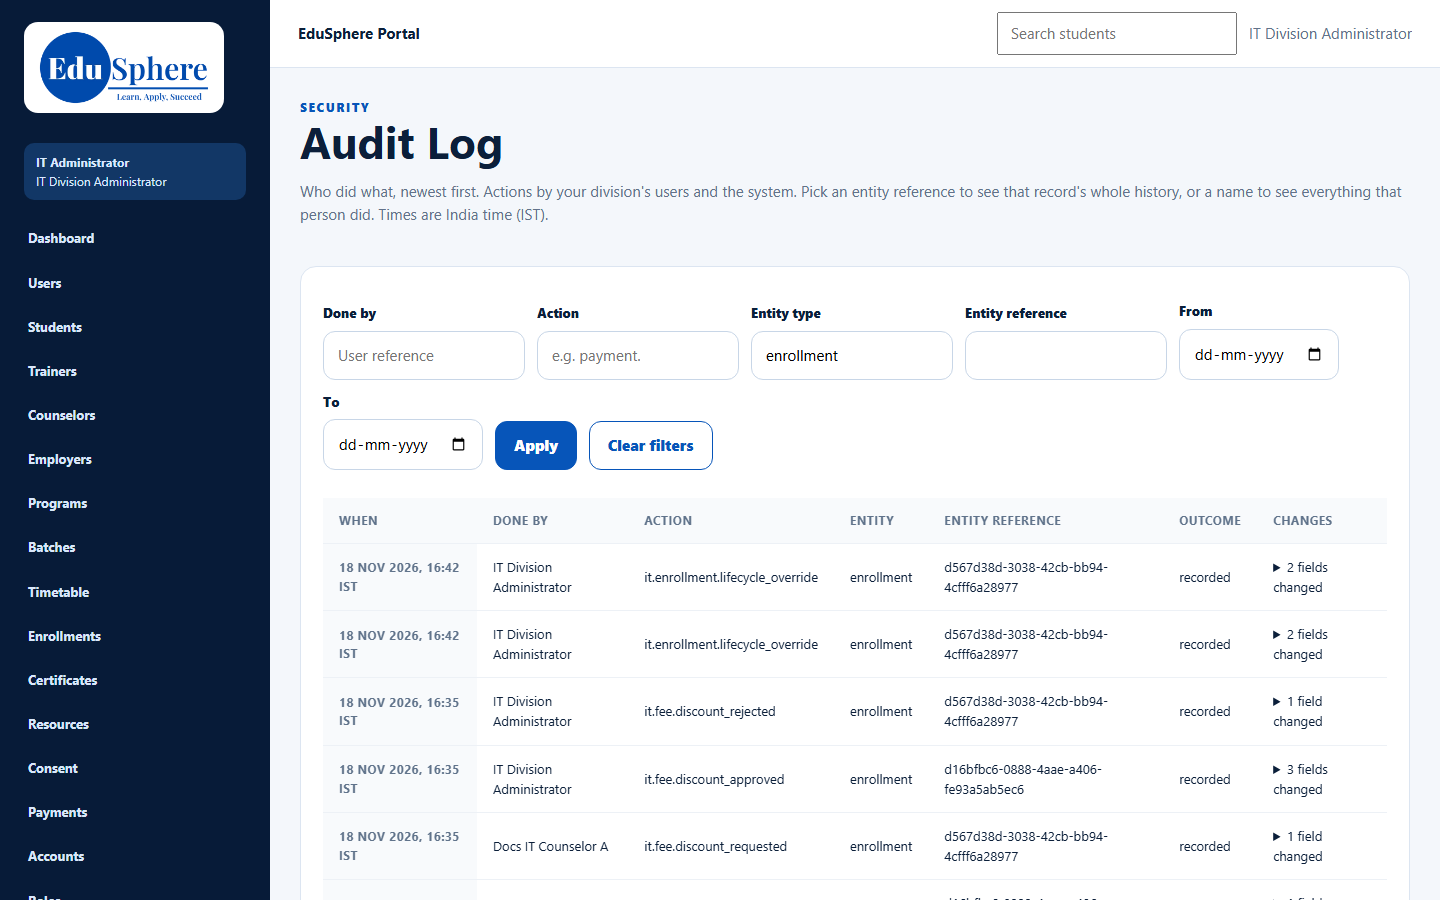 EduSphere
Learn. Apply, Succeed
IT Administrator
IT Division Administrator
Dashboard
Users
Students
Trainers
Counselors
Employers
Programs
Batches
Timetable
Enrollments
Certificates
Resources
Consent
Payments
Accounts
EduSphere Portal
Search students
IT Division Administrator
SECURITY
Audit Log
Who did what, newest first. Actions by your division's users and the system. Pick an entity reference to see that record's whole history, or a name to see everything that
person did. Times are India time (IST).
Done by
Action
Entity type
Entity reference
From
User reference
e.g. payment.
enrollment
dd-mm-yyyy
To
dd-mm-yyyy
Apply
Clear filters
WHEN DONE BY ACTION ENTITY ENTITY REFERENCE OUTCOME CHANGES
18 NOV 2026, 16:42 IST
IT Division Administrator
it.enrollment.lifecycle_override
enrollment
d567d38d-3038-42cb-bb94-
4cfff6a28977
recorded
▶ 2 fields changed
18 NOV 2026, 16:42 IST
IT Division Administrator
it.enrollment.lifecycle_override
enrollment
d567d38d-3038-42cb-bb94-
4cfff6a28977
recorded
▶ 2 fields changed
18 NOV 2026, 16:35 IST
IT Division Administrator
it.fee.discount_rejected
enrollment
d567d38d-3038-42cb-bb94-
4cfff6a28977
recorded
▶ 1 field changed
18 NOV 2026, 16:35 IST
IT Division Administrator
it.fee.discount_approved
enrollment
d16bfbc6-0888-4aae-a406-
fe93a5ab5ec6
recorded
▶ 3 fields changed
18 NOV 2026, 16:35 IST
Docs IT Counselor A
it.fee.discount_requested
enrollment
d567d38d-3038-42cb-bb94-
4cfff6a28977
recorded
▶ 1 field changed